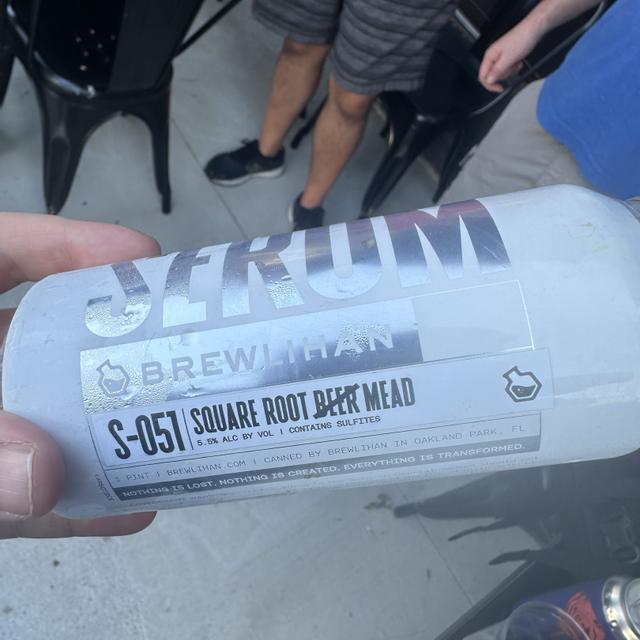 SERUM
BREWLIHAN
S-051 SQUARE ROOT BEER MEAD
5.5% ALC BY VOL | CONTAINS SULFITES
1 PINT | BREWLIHAN.COM | CANNED BY BREWLIHAN IN OAKLAND PARK, FL
NOTHING IS LOST. NOTHING IS CREATED. EVERYTHING IS TRANSFORMED.